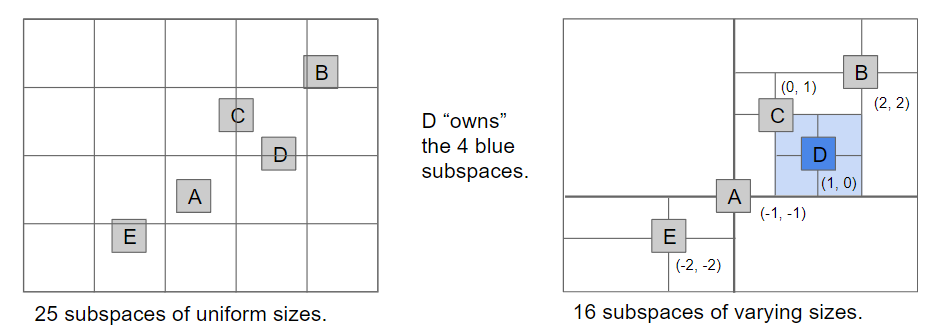 B
C
D
A
E
25 subspaces of uniform sizes.
D “owns”
the 4 blue
subspaces.
B
(0, 1)
(2, 2)
C
D
(1, 0)
A
(-1, -1)
E
(-2, -2)
16 subspaces of varying sizes.